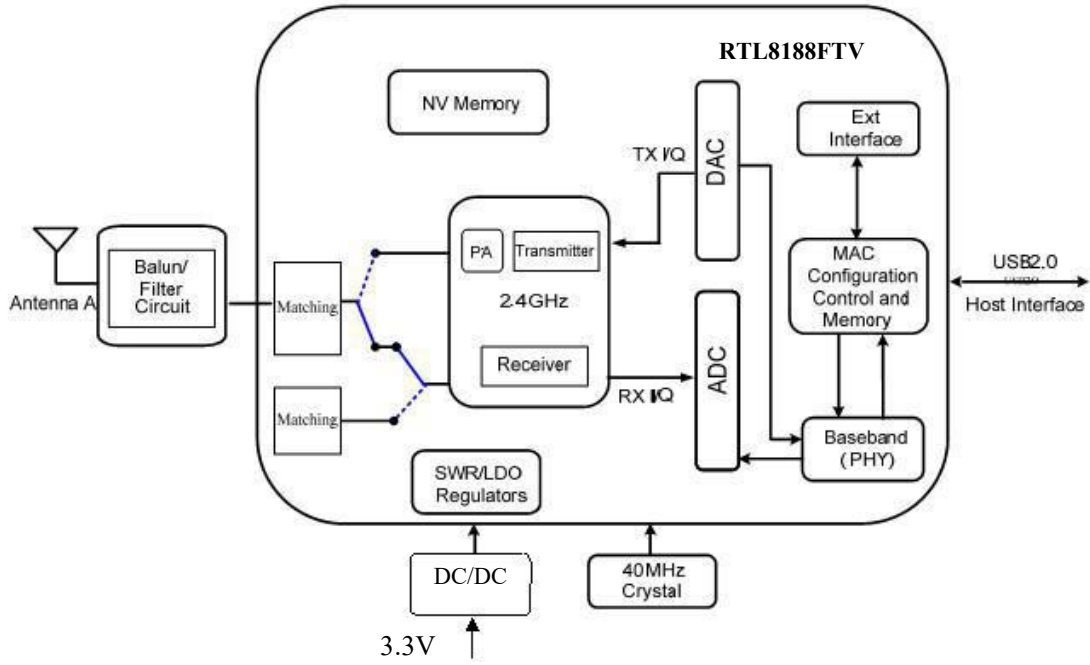 RTL8188FTV
NV Memory
Ext
Interface
TX I/Q
DAC
PA
Transmitter
2.4GHz
Receiver
RX I/Q
ADC
MAC
Configuration
Control and
Memory
USB2.0
Host Interface
Antenna A
Balun/
Filter
Circuit
Matching
Matching
Baseband
(PHY)
SWR/LDO
Regulators
DC/DC
40MHz
Crystal
3.3V